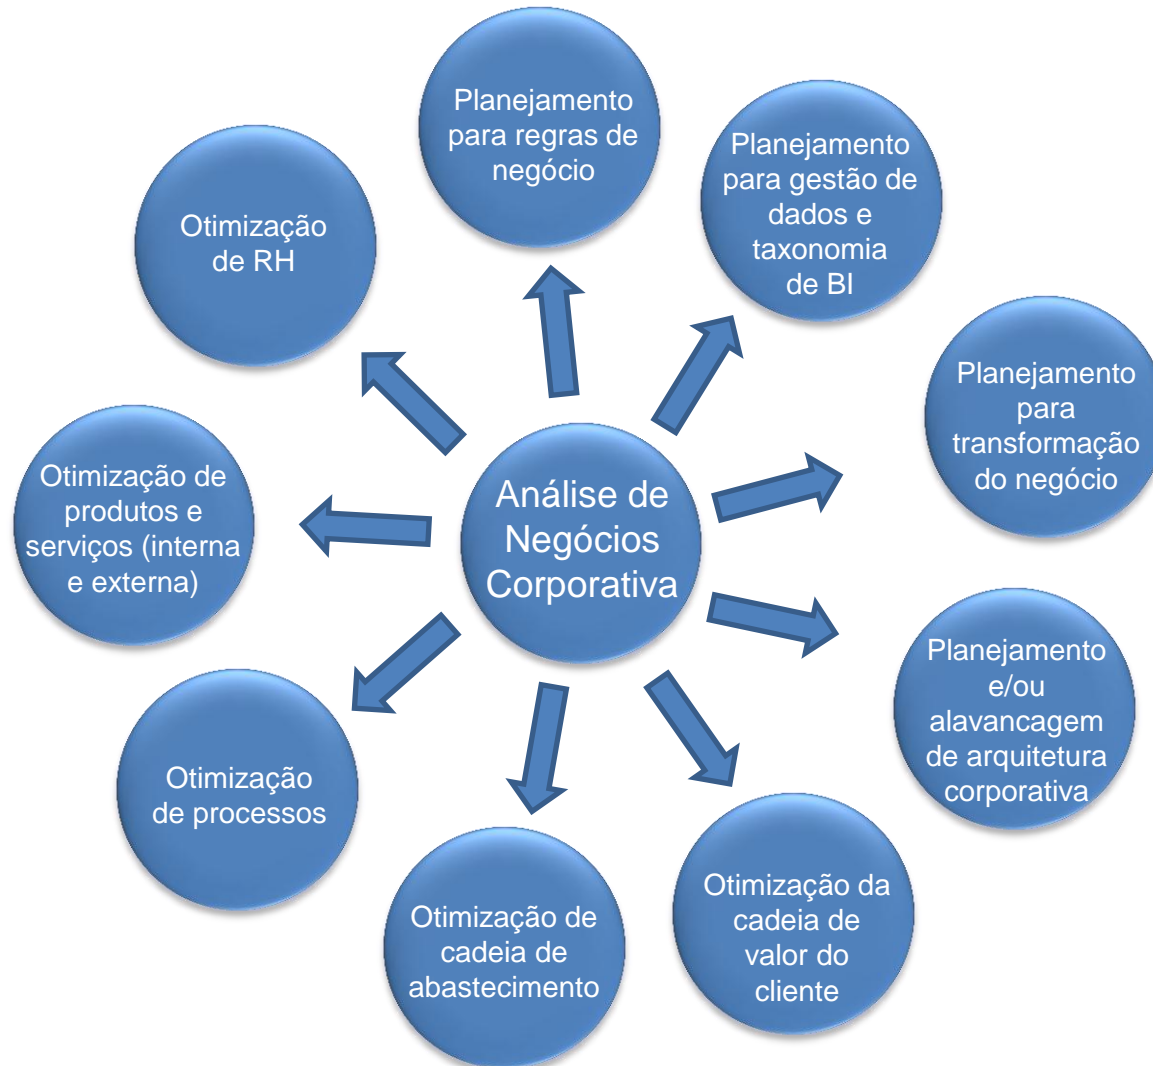 Planejamento
para regras de
negócio
Planejamento
para gestão de
dados e
taxonomia
de BI
Otimização
de RH
Planejamento
para
transformação
do negócio
Otimização de
produtos e
serviços (interna
e externa)
Análise de
Negócios
Corporativa
Planejamento
e/ou
alavancagem
de arquitetura
corporativa
Otimização
de processos
Otimização da
cadeia de
valor do
cliente
Otimização de
cadeia de
abastecimento